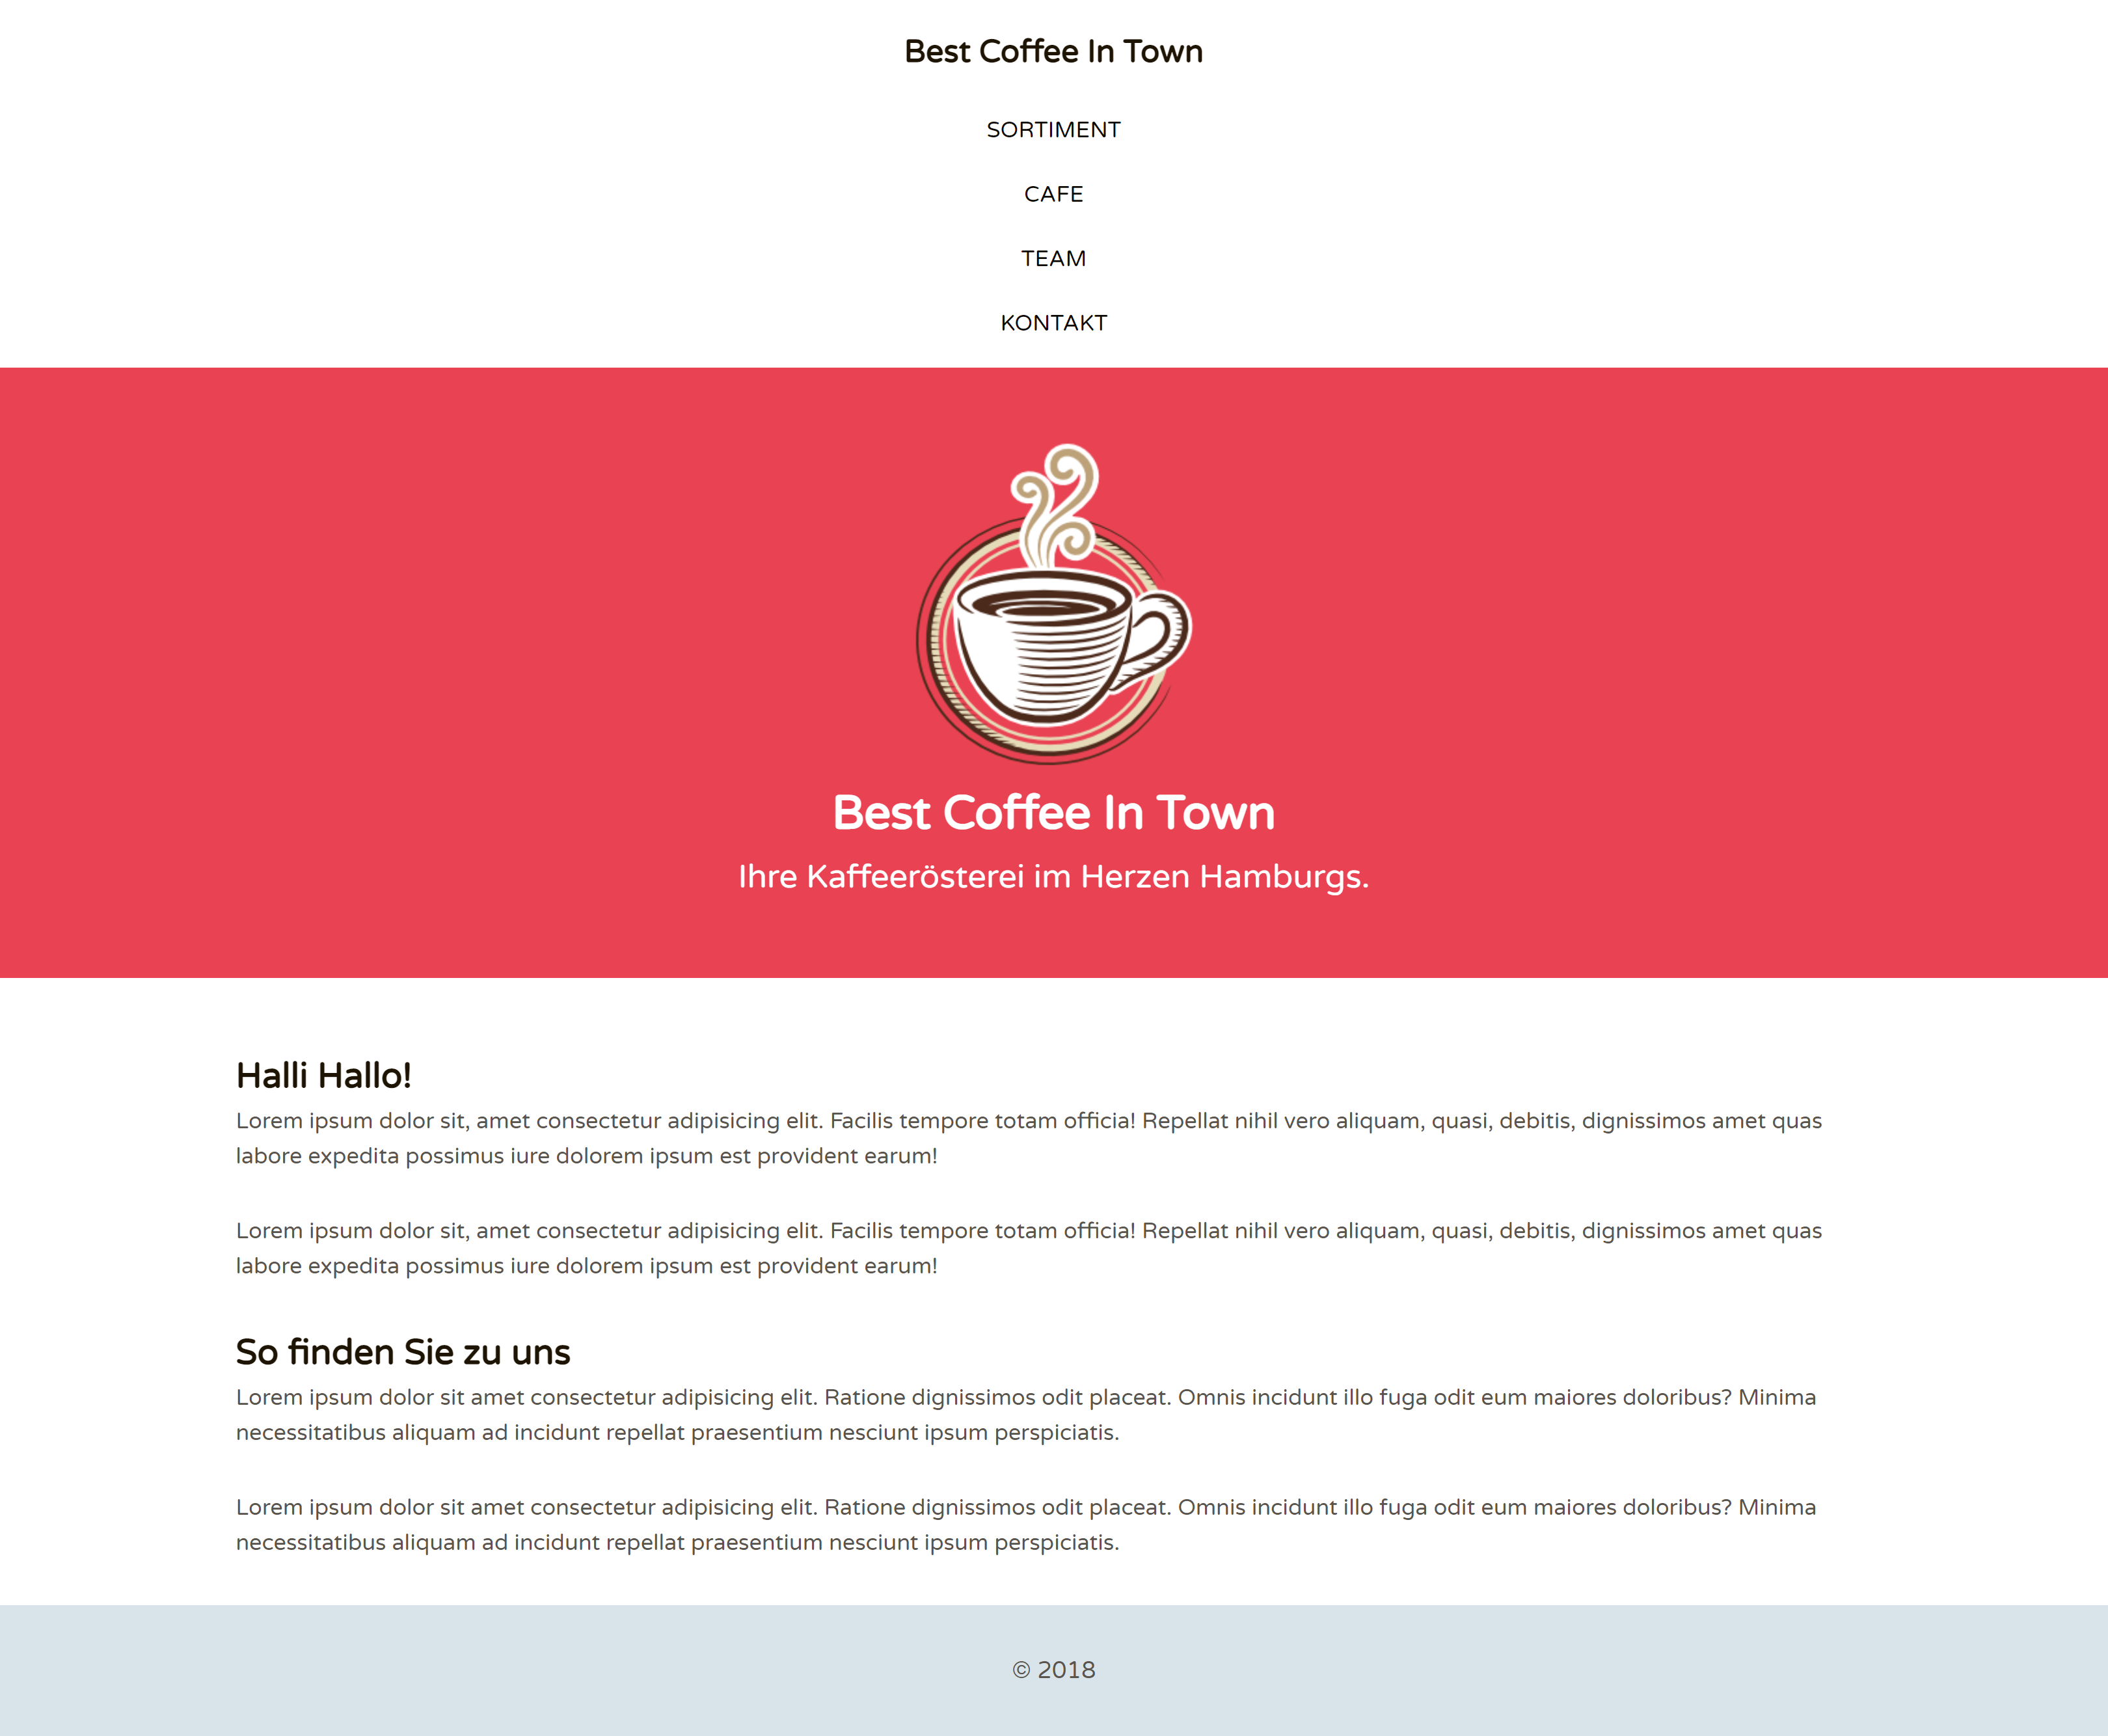 Best Coffee In Town
SORTIMENT
CAFE
TEAM
KONTAKT
Best Coffee In Town
Ihre Kaffeerösterei im Herzen Hamburgs.
Halli Hallo!
Lorem ipsum dolor sit, amet consectetur adipisicing elit. Facilis tempore totam officia! Repellat nihil vero aliquam, quasi, debitis, dignissimos amet quas
labore expedita possimus iure dolorem ipsum est provident earum!
Lorem ipsum dolor sit, amet consectetur adipisicing elit. Facilis tempore totam officia! Repellat nihil vero aliquam, quasi, debitis, dignissimos amet quas
labore expedita possimus iure dolorem ipsum est provident earum!
So finden Sie zu uns
Lorem ipsum dolor sit amet consectetur adipisicing elit. Ratione dignissimos odit placeat. Omnis incidunt illo fuga odit eum maiores doloribus? Minima
necessitatibus aliquam ad incidunt repellat praesentium nesciunt ipsum perspiciatis.
Lorem ipsum dolor sit amet consectetur adipisicing elit. Ratione dignissimos odit placeat. Omnis incidunt illo fuga odit eum maiores doloribus? Minima
necessitatibus aliquam ad incidunt repellat praesentium nesciunt ipsum perspiciatis.
© 2018